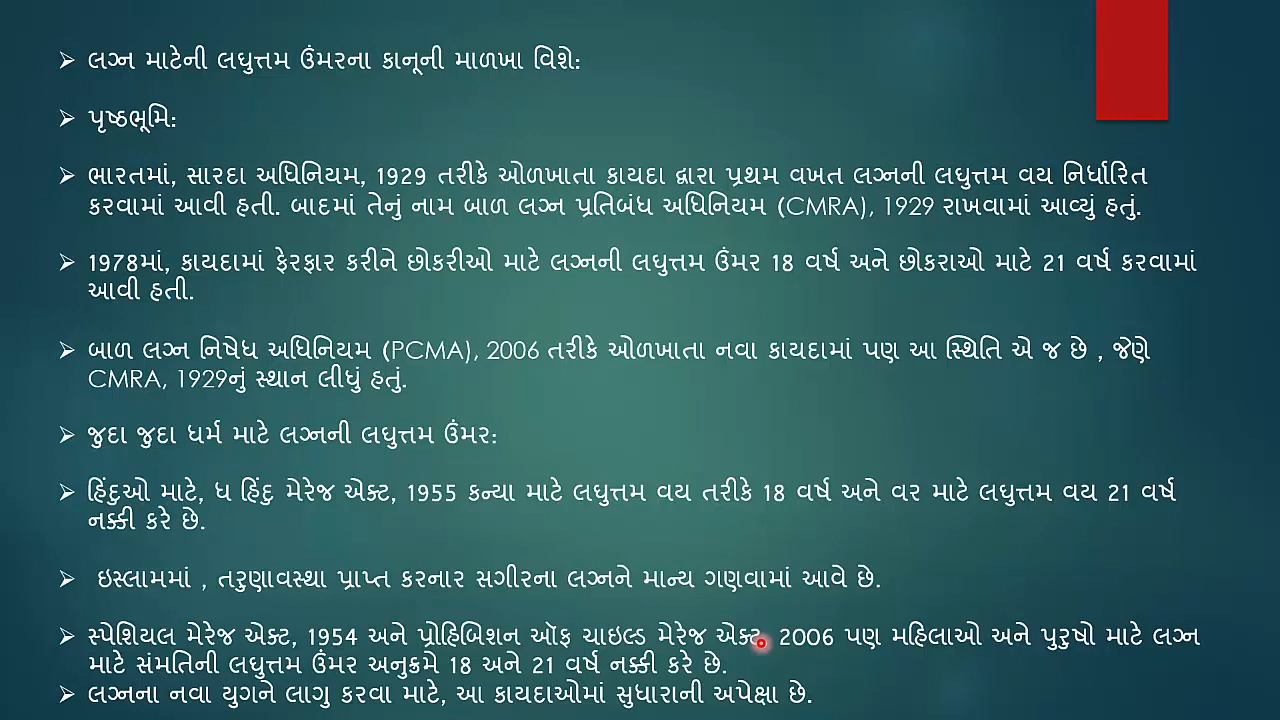 ➢ લગ્ન માટેની લઘુત્તમ ઉંમરના કાનૂની માળખા વિશે:
➢ પૃષ્ઠભૂમિ:
➢ ભારતમાં, સારદા અધિનિયમ, 1929 તરીકે ઓળખાતા કાયદા દ્વારા પ્રથમ વખત લગ્નની લઘુત્તમ વય નિર્ધારિત
કરવામાં આવી હતી. બાદમાં તેનું નામ બાળ લગ્ન પ્રતિબંધ અધિનિયમ (CMRA), 1929 રાખવામાં આવ્યું હતું.
➢ 1978માં, કાયદામાં ફેરફાર કરીને છોકરીઓ માટે લગ્નની લઘુત્તમ ઉંમર 18 વર્ષ અને છોકરાઓ માટે 21 વર્ષ કરવામાં
આવી હતી.
➢ બાળ લગ્ન નિષેધ અધિનિયમ (PCMA), 2006 તરીકે ઓળખાતા નવા કાયદામાં પણ આ સ્થિતિ એ જ છે , જેણે
CMRA, 1929નું સ્થાન લીધું હતું.
➢ જુદા જુદા ધર્મ માટે લગ્નની લઘુત્તમ ઉંમર:
➢ હિંદુઓ માટે, ધ હિંદુ મેરેજ એક્ટ, 1955 કન્યા માટે લઘુત્તમ વય તરીકે 18 વર્ષ અને વર માટે લઘુત્તમ વય 21 વર્ષ
નક્કી કરે છે.
➢ ઇસ્લામમાં , તરુણાવસ્થા પ્રાપ્ત કરનાર સગીરના લગ્નને માન્ય ગણવામાં આવે છે.
➢ સ્પેશિયલ મેરેજ એક્ટ, 1954 અને પ્રોહિબિશન ઑફ ચાઇલ્ડ મેરેજ એક્ટ, 2006 પણ મહિલાઓ અને પુરુષો માટે લગ્ન
માટે સંમતિની લઘુત્તમ ઉંમર અનુક્રમે 18 અને 21 વર્ષ નક્કી કરે છે.
➢ લગ્નના નવા યુગને લાગુ કરવા માટે, આ કાયદાઓમાં સુધારાની અપેક્ષા છે.